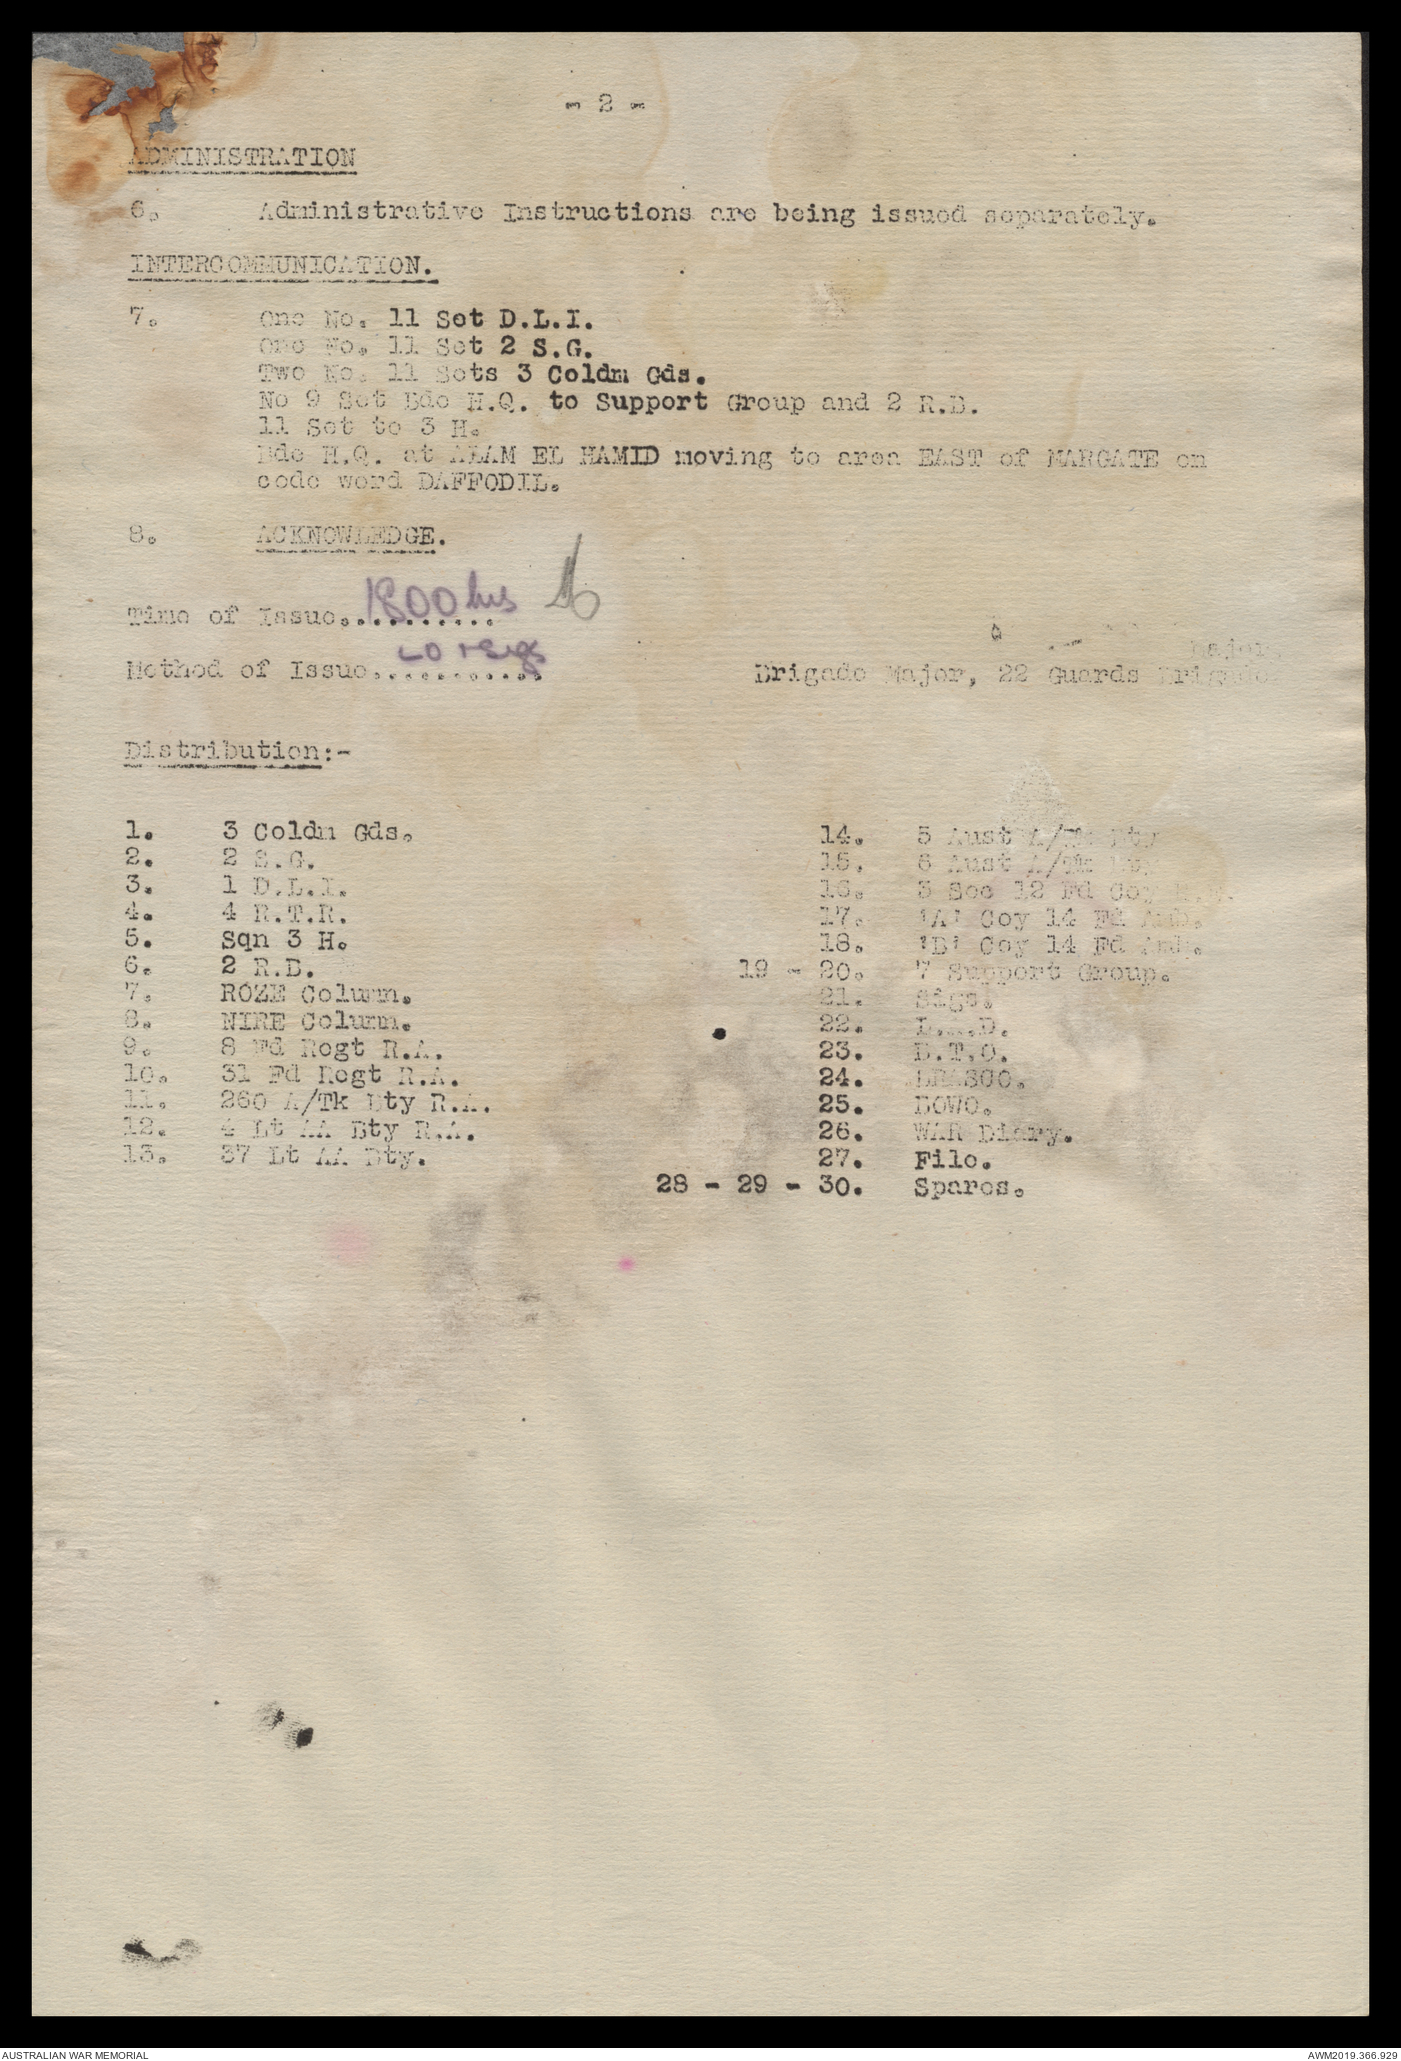 - 2 -
ADMINISTRATION
6. Administrative Instructions are being issued separately.
INTERCOMMUNICATION.
7. One No. 11 Set D.L.I.
One No. 11 Set 2 S.G.
Two No. 11 Sets 3 Coldm Gds.
No 9 Set Bde H.Q. to Support Group and 2 R.B.
11 Set to 3 H.
Bde H.Q. at ALAM EL HAMID moving to area EAST of MARGATE on
code word DAFFODIL.
8. ACKNOWLEDGE.
Time of Issue.......... 1800 hrs
Major,
Method of Issue........... LO + Sigs
Brigade Major, 22 Guards Brigade
Distribution:-
1. 3 Coldm Gds.
2. 2 S.G.
3. 1 D.L.I.
4. 4 R.T.R.
5. Sqn 3 H.
6. 2 R.B.
7. ROZE Column.
8. NIRE Column.
9. 8 Fd Regt R.A.
10. 31 Fd Regt R.A.
11. 260 A/Tk Bty R.A.
12. 4 Lt AA Bty R.A.
13. 37 Lt AA Bty.
14. 5 Aust A/Tk Bty
15. 6 Aust A/Tk Bty
16. 3 Sec 12 Fd Coy R.E.
17. 'A' Coy 14 Fd Amb.
18. 'B' Coy 14 Fd Amb.
19 - 20. 7 Support Group.
21. Sigs.
22. L.A.D.
23. B.T.O.
24. BRASCO.
25. BOWO.
26. WAR Diary.
27. File.
28 - 29 - 30. Spares.
AUSTRALIAN WAR MEMORIAL
AWM2019.366.929